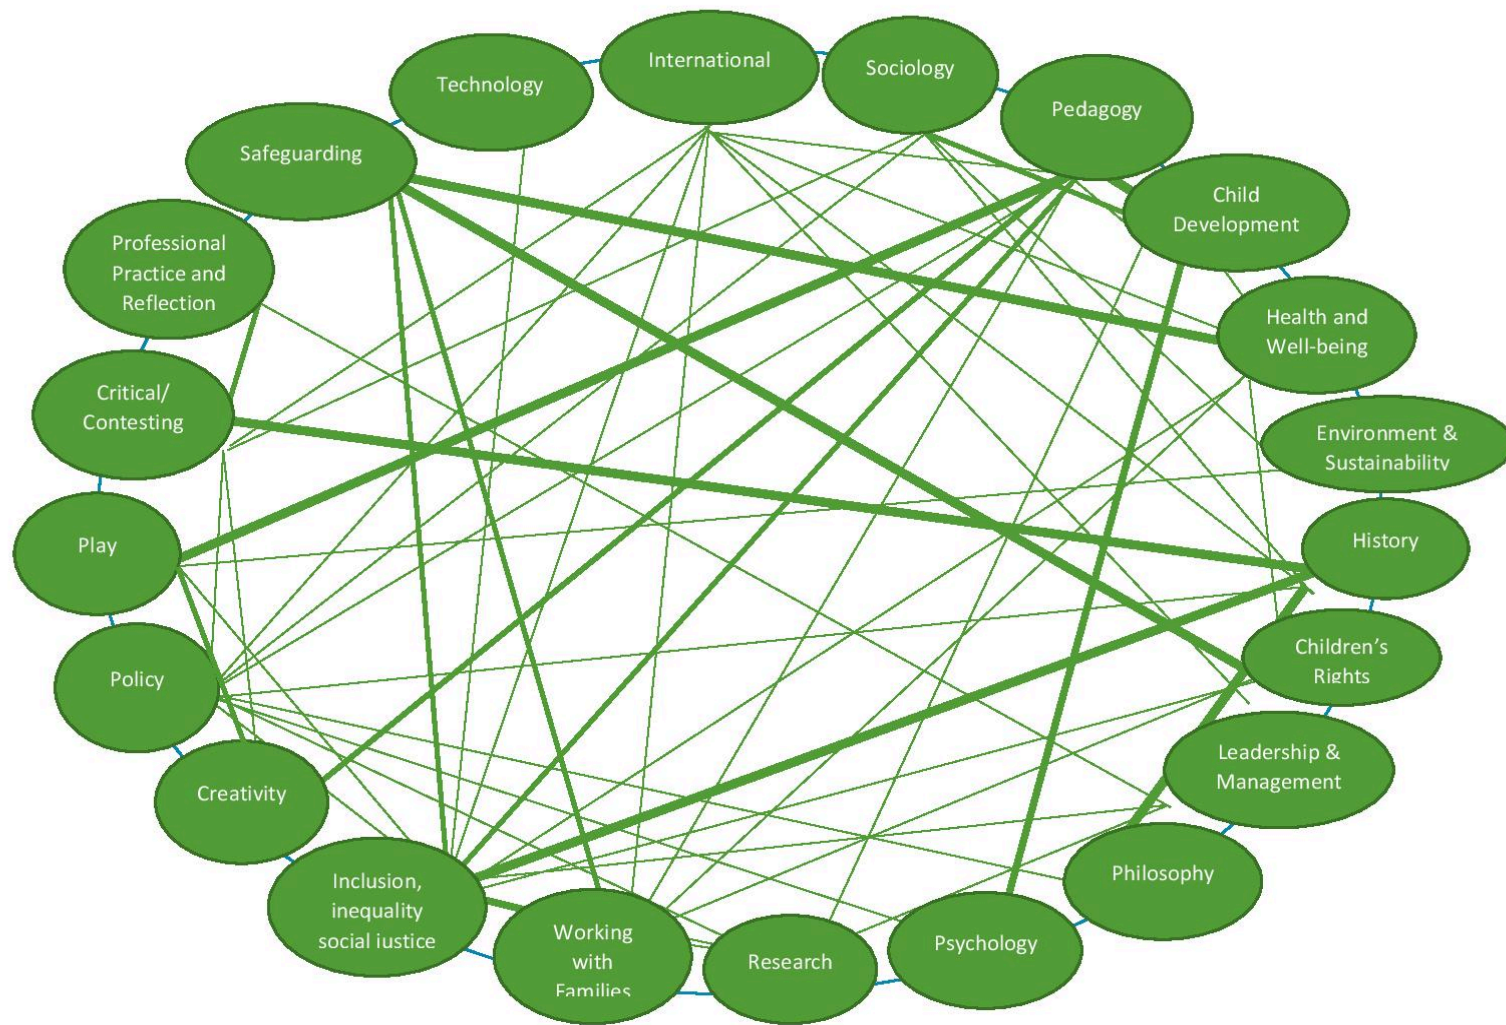 International
Sociology
Technology
Pedagogy
Safeguarding
Child
Development
Professional
Practice and
Reflection
Health and
Well-being
Critical/
Contesting
Environment &
Sustainability
Play
History
Policy
Children's
Rights
Creativity
Leadership &
Management
Inclusion,
inequality
social justice
Philosophy
Working
with
Families
Research
Psychology